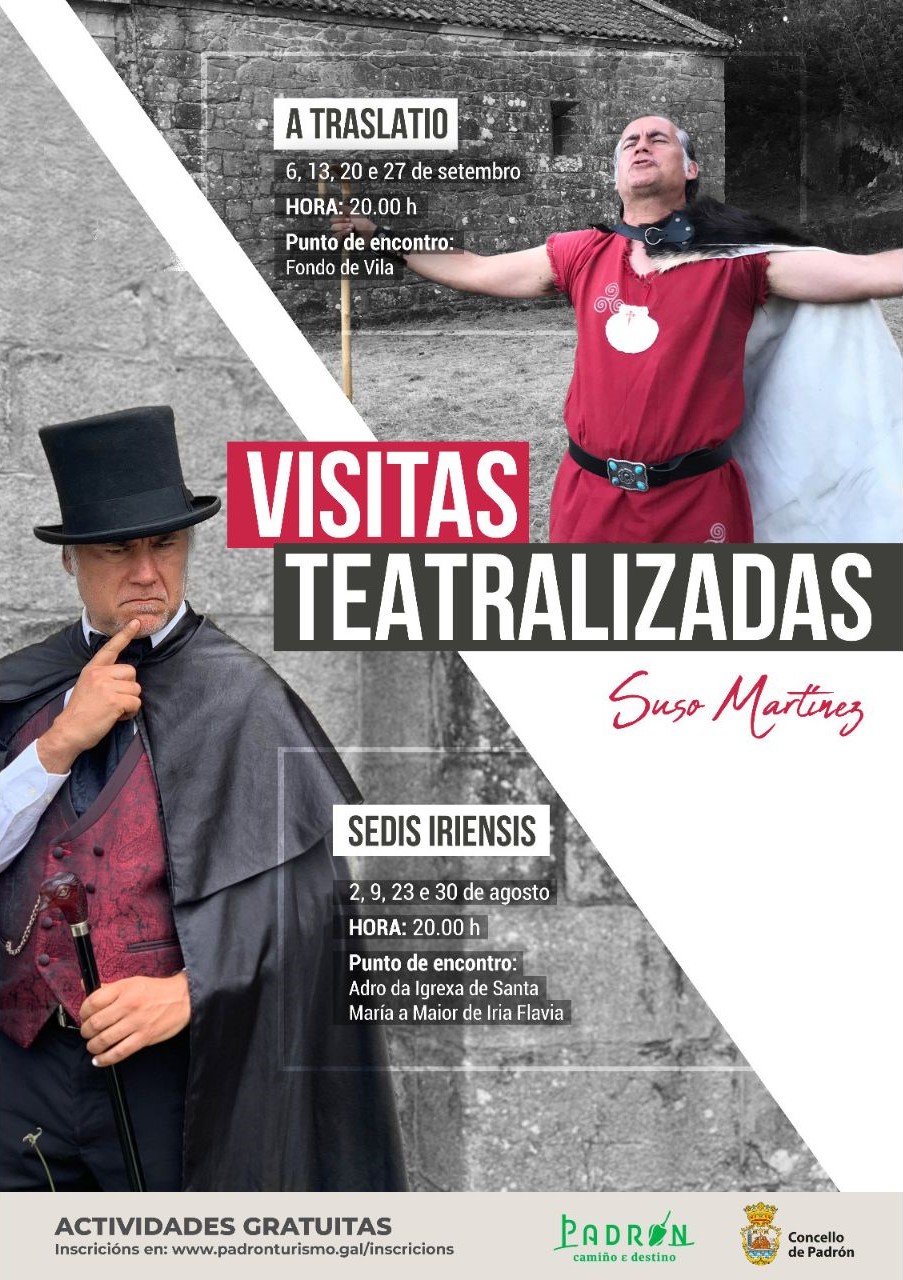 A TRASLATIO
6, 13, 20 e 27 de setembro
HORA: 20.00 h
Punto de encontro:
Fondo de Vila
VISITAS
TEATRALIZADAS
Suso Martínez
SEDIS IRIENSIS
2, 9, 23 e 30 de agosto
HORA: 20.00 h
Punto de encontro:
Adro da Igrexa de Santa
María a Maior de Iria Flavia
ACTIVIDADES GRATUITAS
Inscricións en: www.padronturismo.gal/inscricions
PADRÓN
camiño e destino
Concello
de Padrón